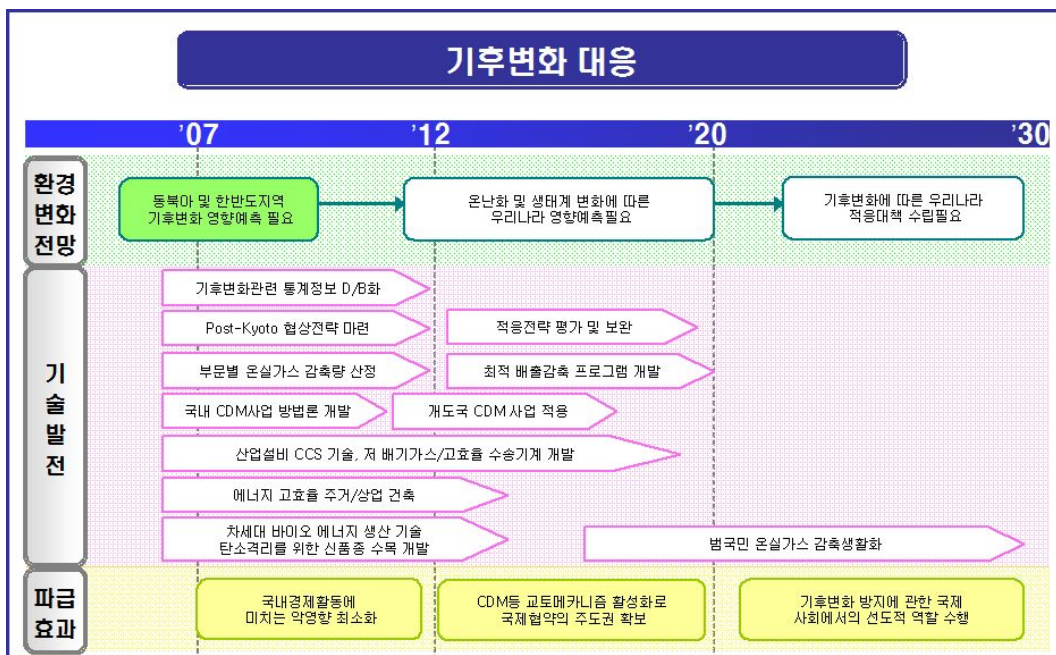 기후변화 대응
'07
'12
'20
'30
환경
변화
전망
동북아 및 한반도지역
기후변화 영향예측 필요
온난화 및 생태계 변화에 따른
우리나라 영향예측필요
기후변화에 따른 우리나라
적응대책 수립필요
기
술
발
전
기후변화관련 통계정보 D/B화
Post-Kyoto 협상전략 마련
적응전략 평가 및 보완
부문별 온실가스 감축량 산정
최적 배출감축 프로그램 개발
국내 CDM사업 방법론 개발
개도국 CDM 사업 적용
산업설비 CCS 기술, 저 배기가스/고효율 수송기계 개발
에너지 고효율 주거/상업 건축
차세대 바이오 에너지 생산 기술
탄소격리를 위한 신품종 수목 개발
범국민 온실가스 감축생활화
파급
효과
국내경제활동에
미치는 악영향 최소화
CDM등 교토메카니즘 활성화로
국제협약의 주도권 확보
기후변화 방지에 관한 국제
사회에서의 선도적 역할 수행